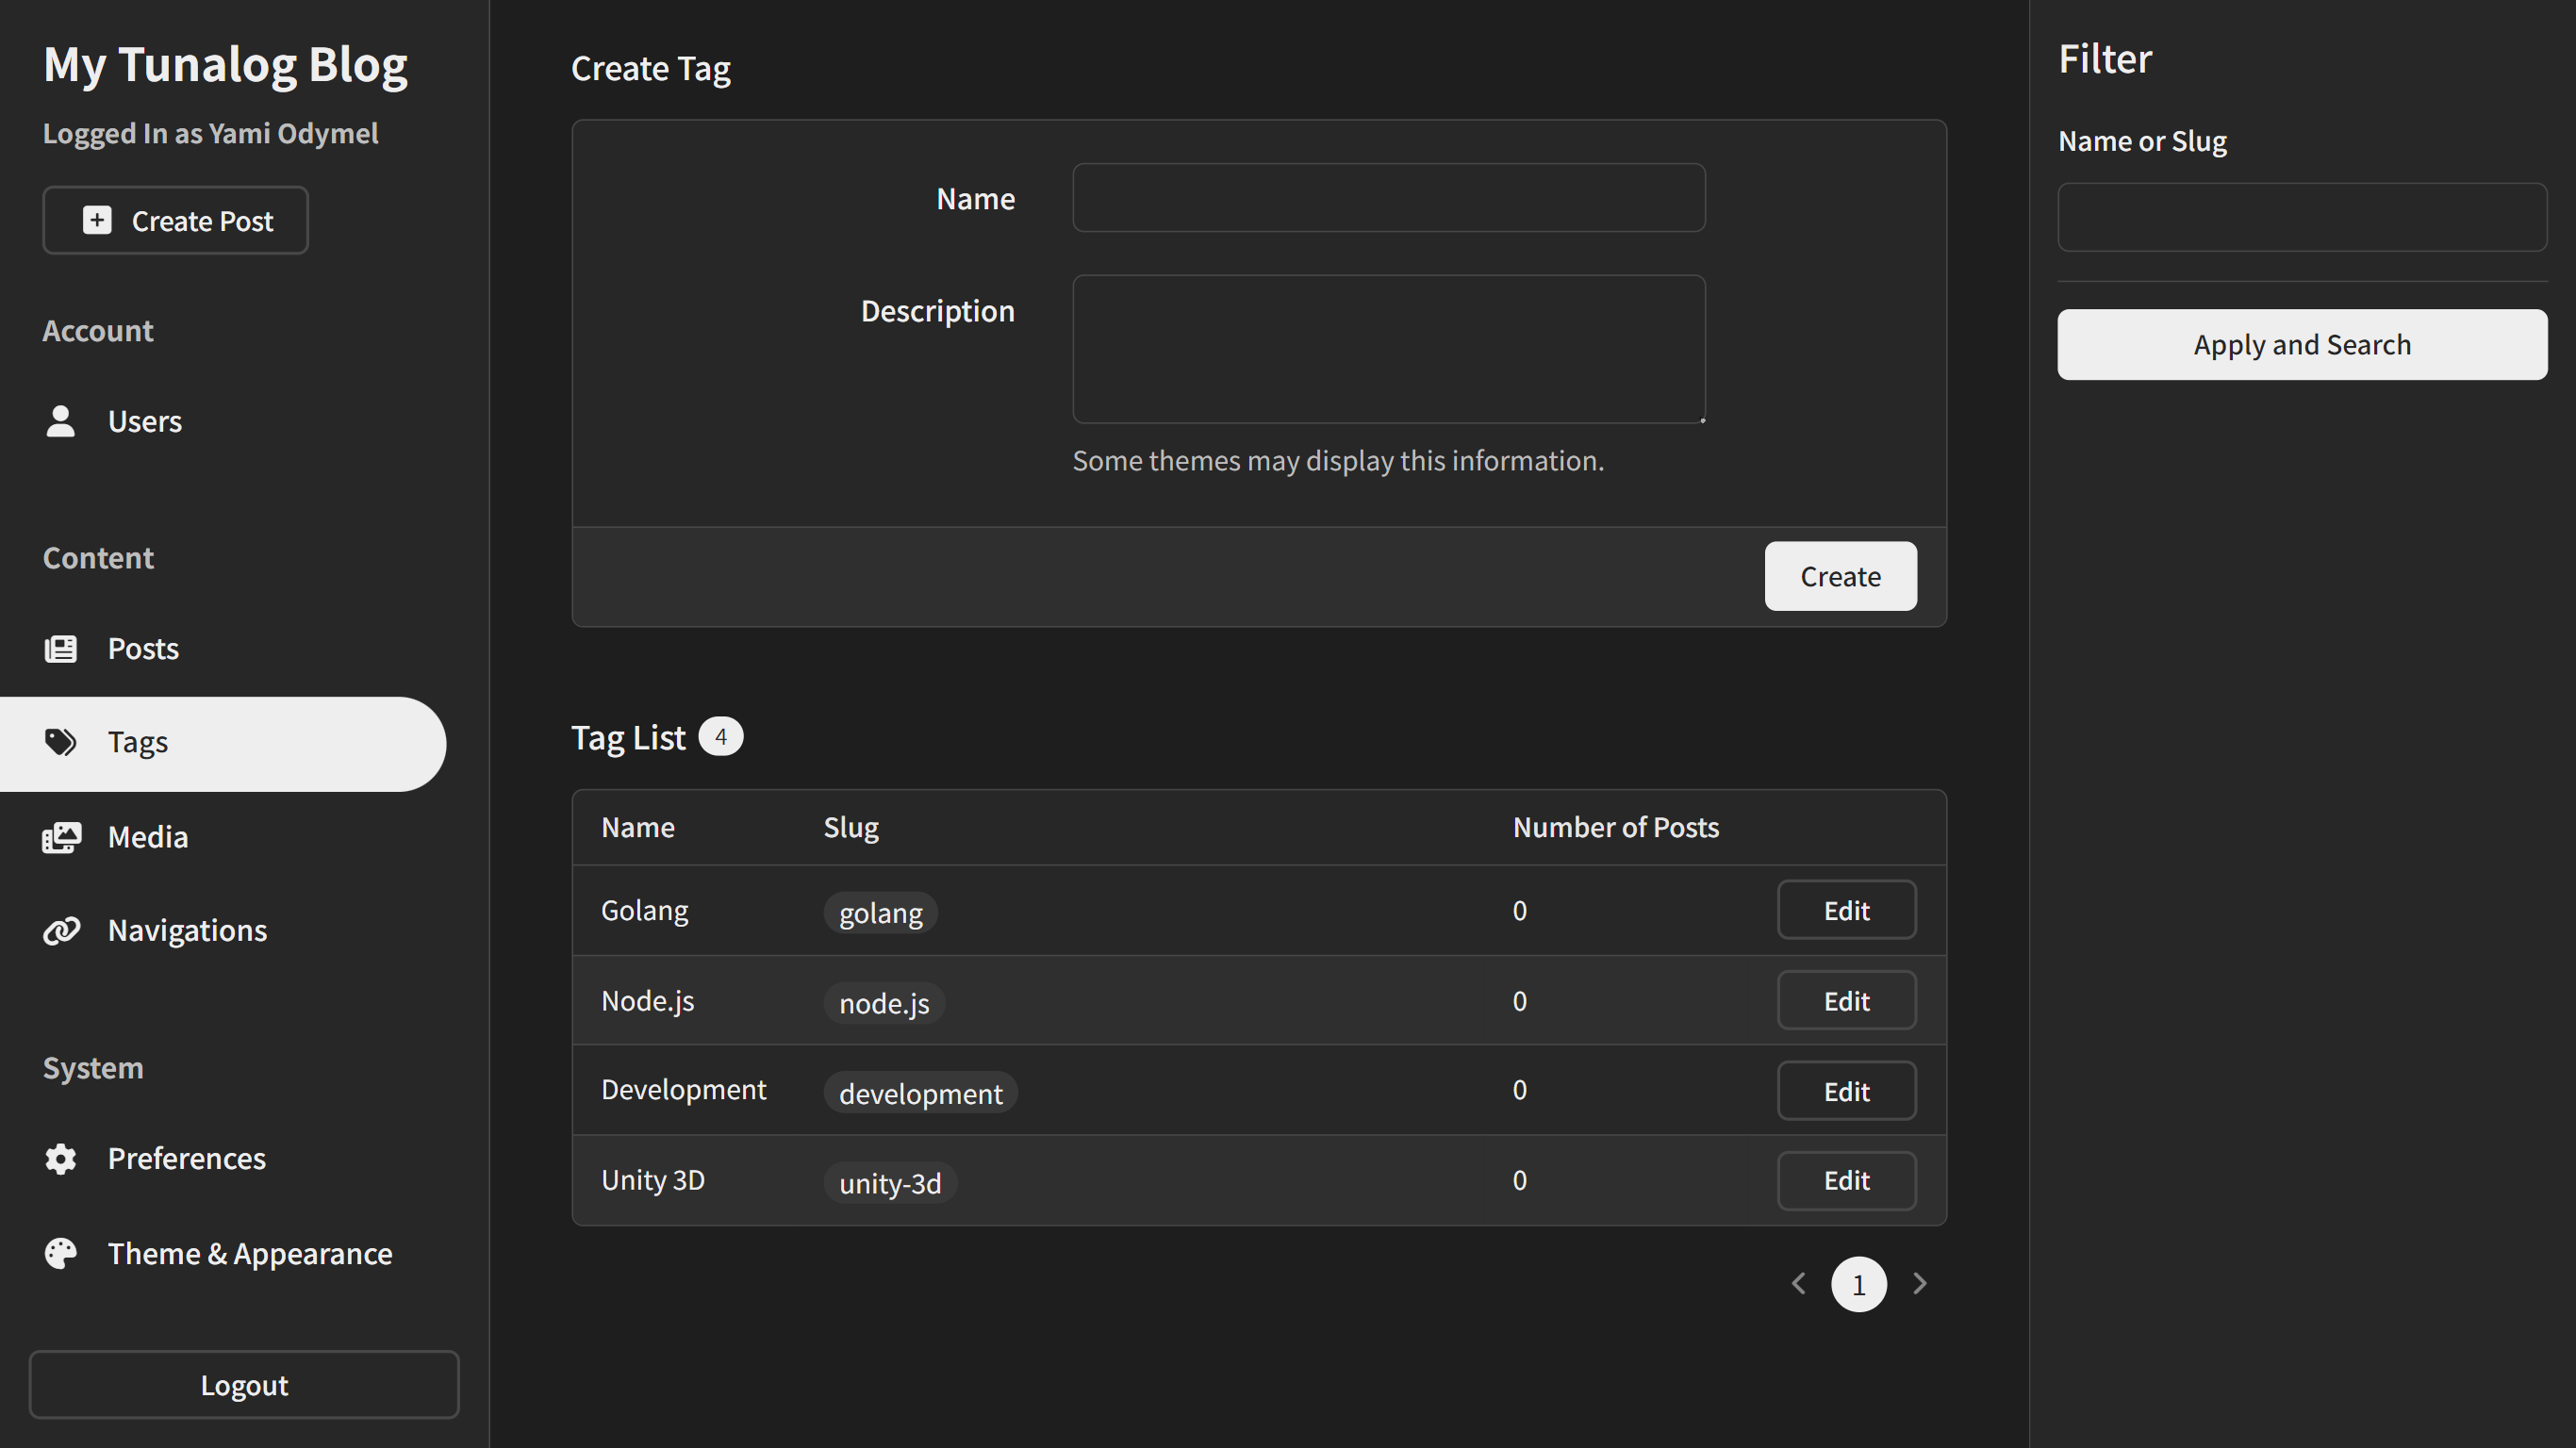 My Tunalog Blog
Logged In as Yami Odymel
Create Post
Account
Users
Content
Posts
Tags
Media
Navigations
System
Preferences
Theme & Appearance
Logout
Create Tag
Name
Description
Some themes may display this information.
Create
Tag List 4
Name Slug Number of Posts
Golang golang 0 Edit
Node.js node.js 0 Edit
Development development 0 Edit
Unity 3D unity-3d 0 Edit
1
Filter
Name or Slug
Apply and Search